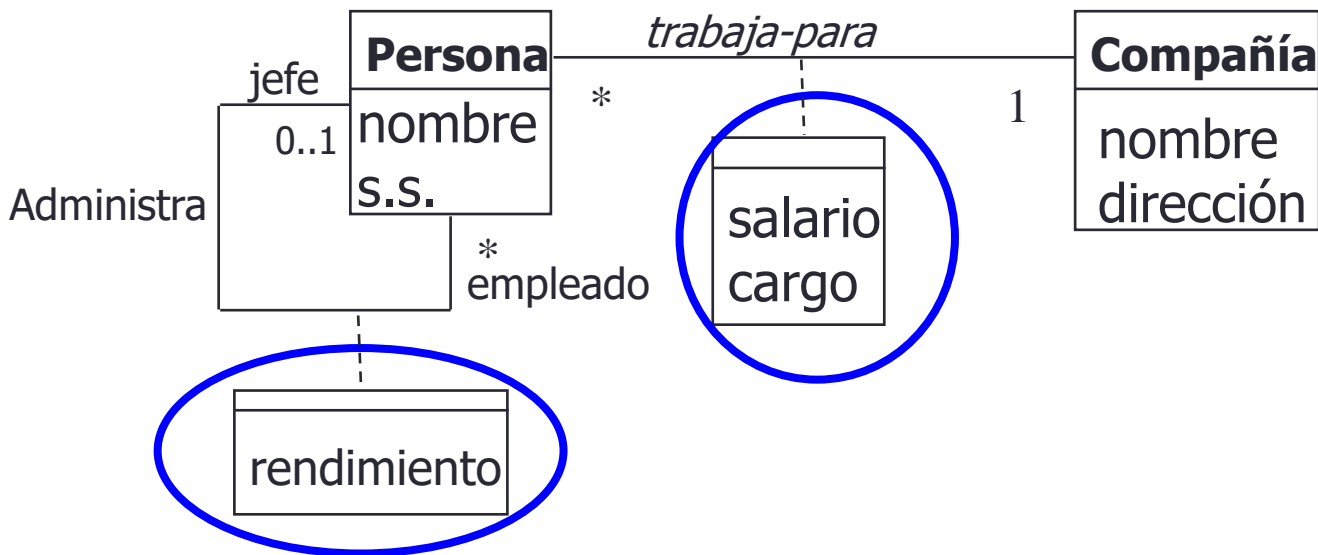 trabaja-para
Persona
Compañía
jefe
*
1
0..1
nombre
s.s.
nombre
dirección
Administra
*
empleado
salario
cargo
rendimiento